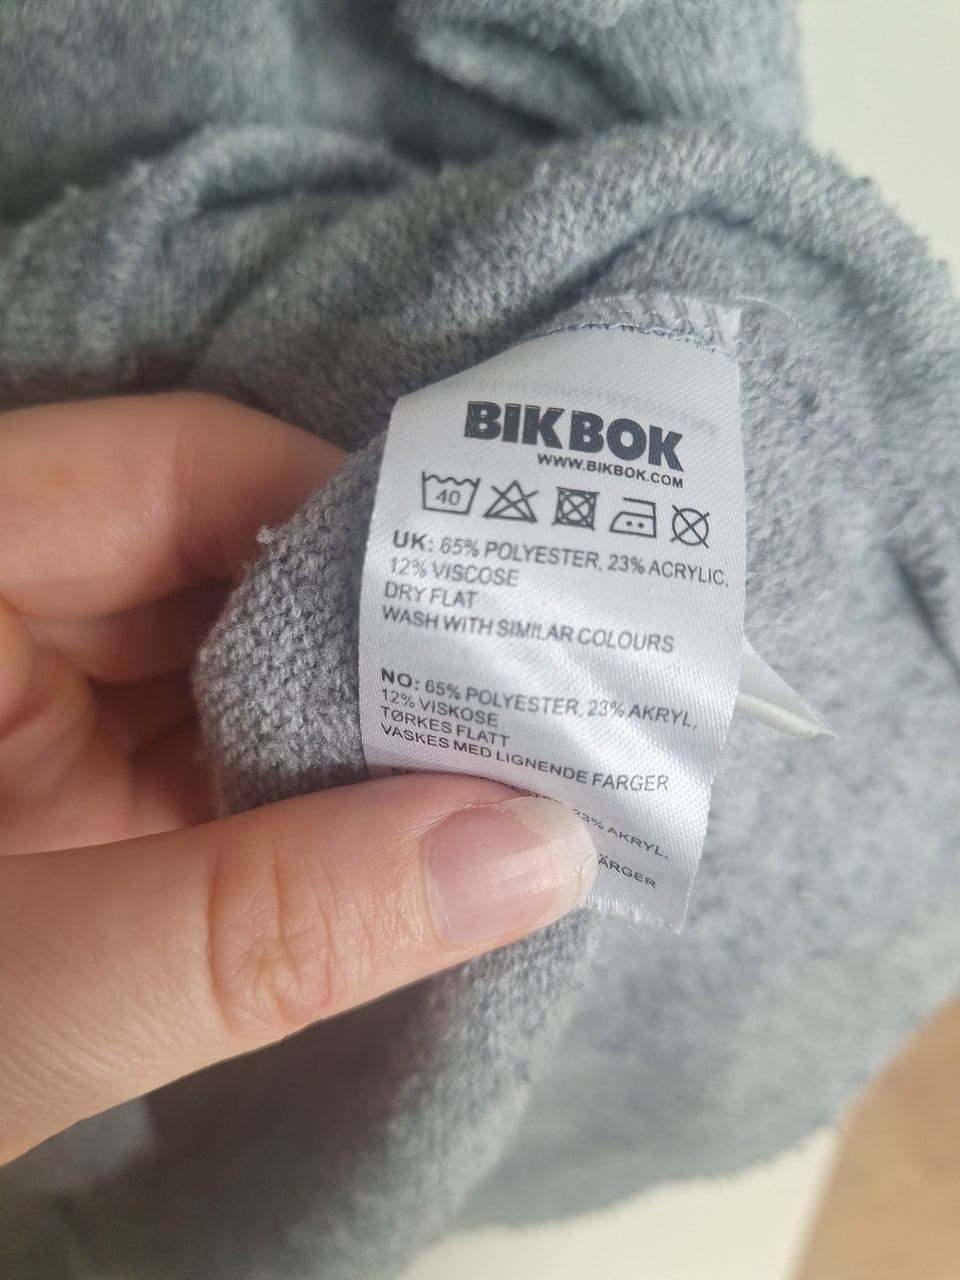 BIKBOK
WWW.BIKBOK.COM
40
UK: 65% POLYESTER, 23% ACRYLIC,
12% VISCOSE
DRY FLAT
WASH WITH SIMILAR COLOURS
NO: 65% POLYESTER, 23% AKRYL,
12% VISKOSE
TØRKES FLATT
VASKES MED LIGNENDE FARGER
23% AKRYL,
ÄRGER